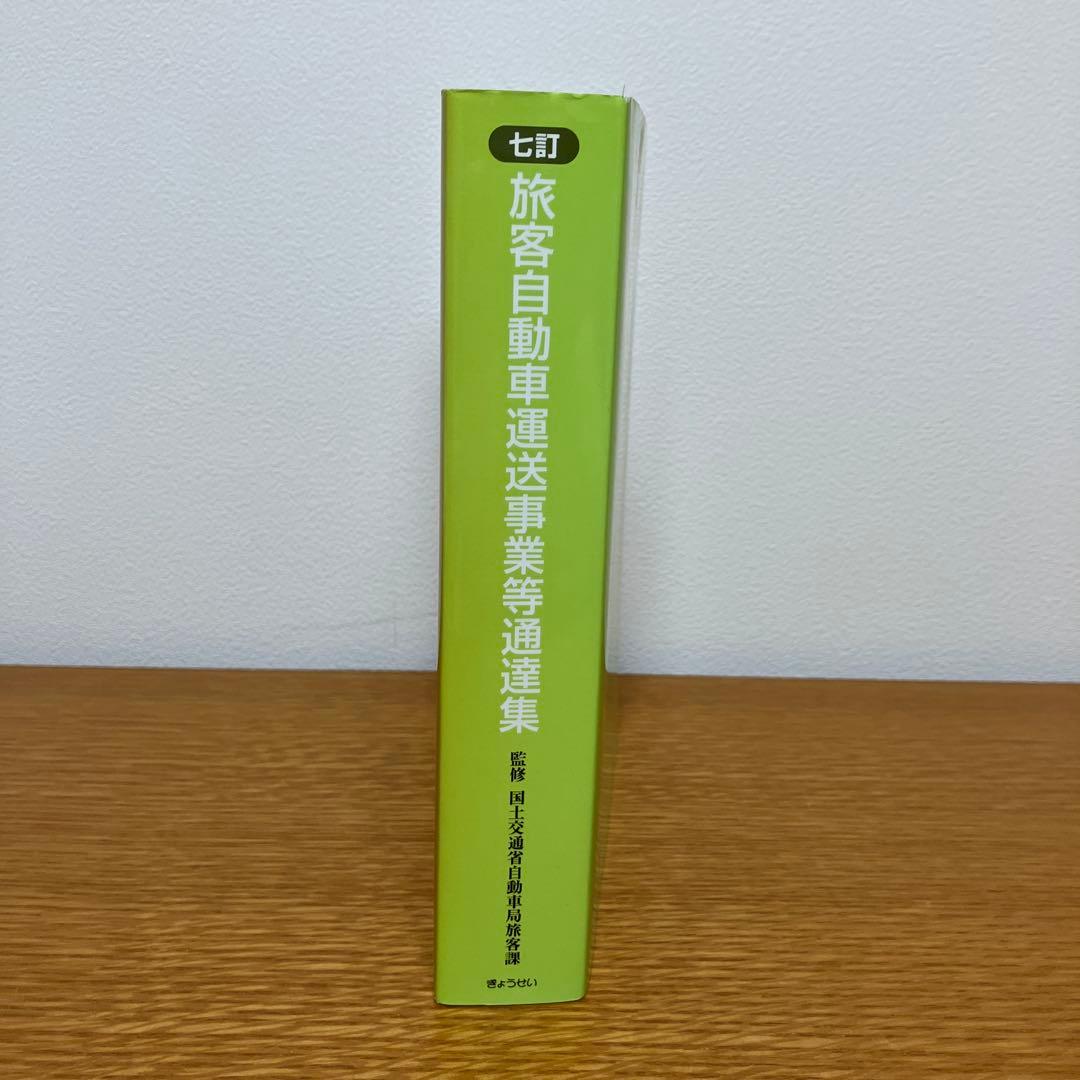 七訂
旅客自動車運送事業等通達集
監修 国土交通省自動車局旅客課
ぎょうせい